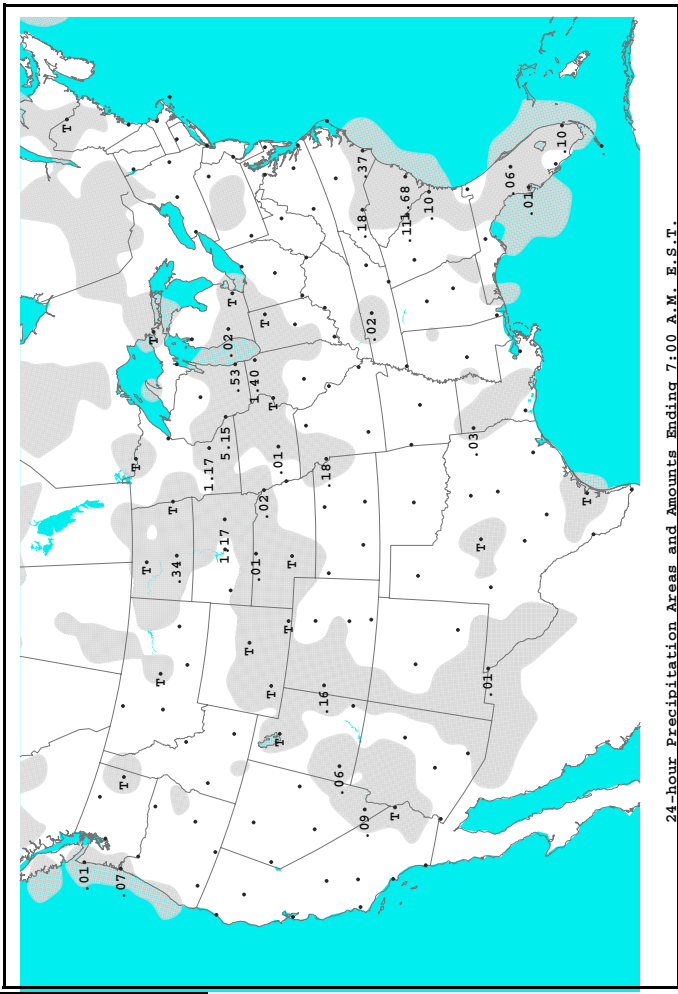 T
.01
.07
T
T
T
T
T
T
.34
1.17
1.17
5.15
.02
T
.53
T
1.40
.01
.02
T
T
T
.01
T
T
T
.16
.18
.06
.18
.37
.09
.02
T
.68
.10
.03
T
.01
.06
.01
.10
T
24-hour Precipitation Areas and Amounts Ending 7:00 A.M. E.S.T.